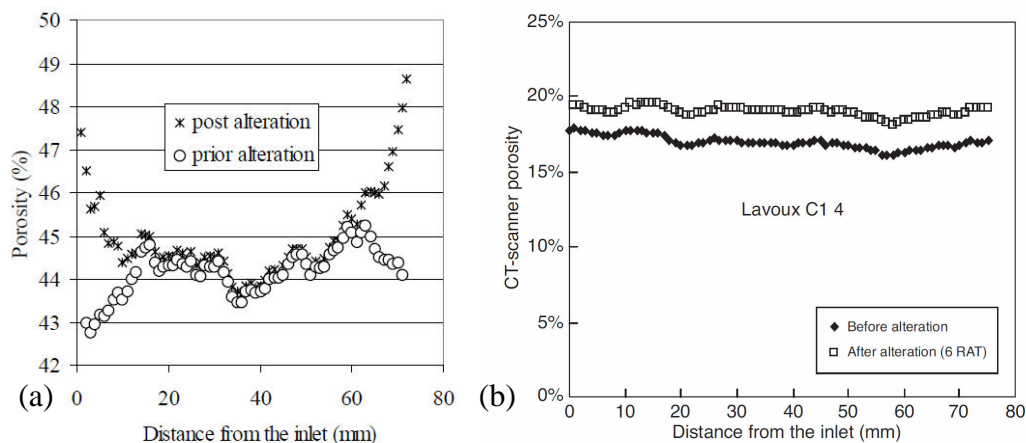 50
49
48
47
46
45
44
43
42
Porosity (%)
post alteration
prior alteration
0
20
40
60
80
Distance from the inlet (mm)
(a)
25%
20%
15%
10%
5%
0%
CT-scanner porosity
Lavoux C1 4
Before alteration
After alteration (6 RAT)
0
10
20
30
40
50
60
70
80
Distance from the inlet (mm)
(b)